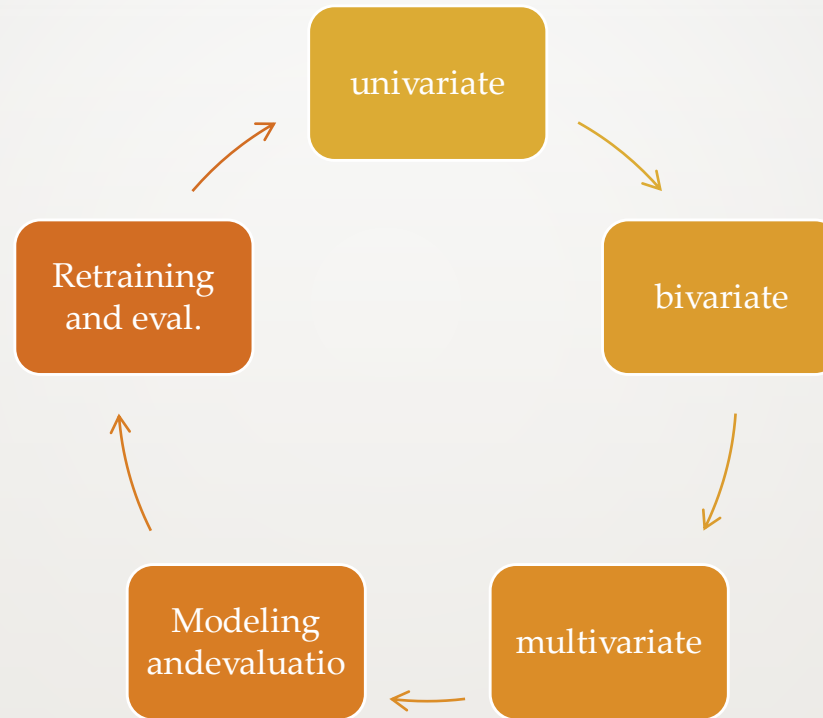 univariate
bivariate
multivariate
Modeling
andevaluatio
Retraining
and eval.